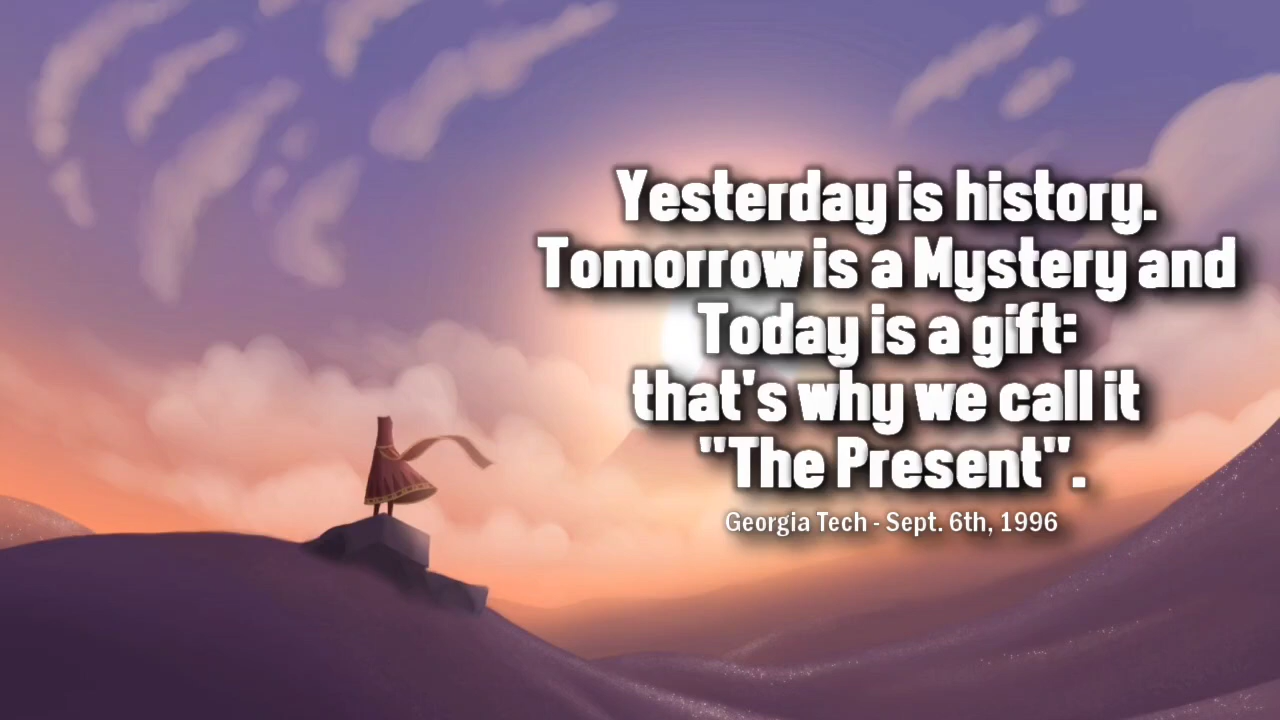 Yesterday is history.
Tomorrow is a Mystery and
Today is a gift:
that's why we call it
"The Present".
Georgia Tech - Sept. 6th, 1996